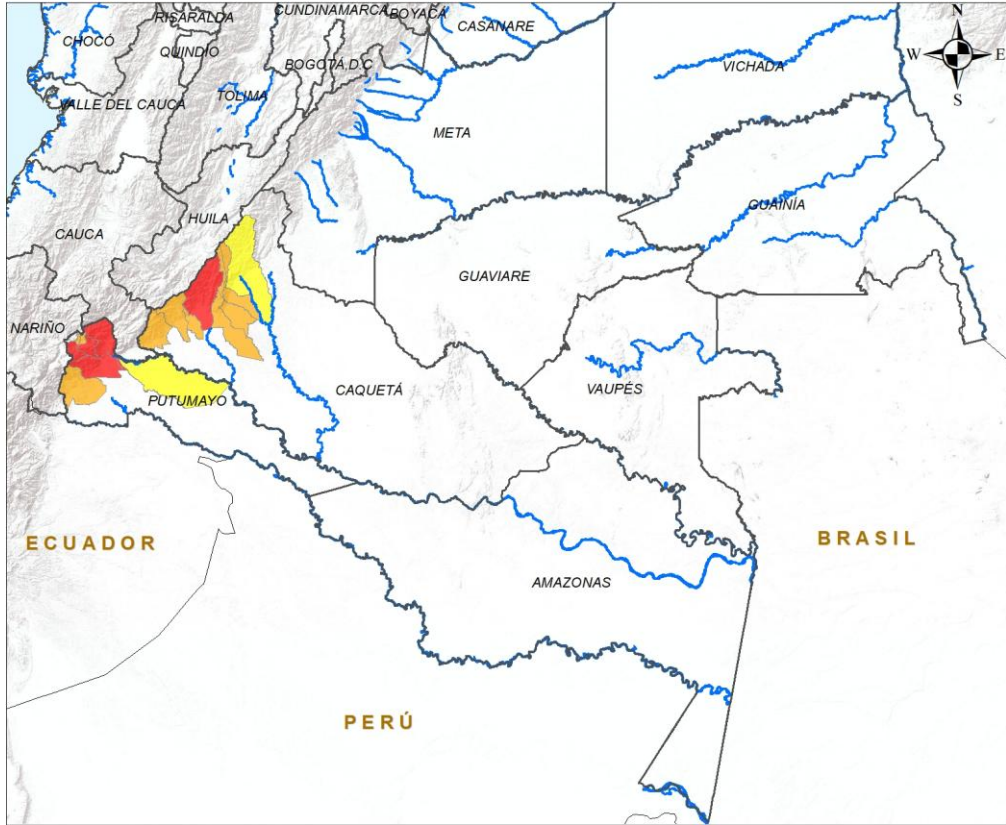 CUNDINAMARCA
BOYACÁ
RISARALDA
CASANARE
N
CHOCÓ
QUINDÍO
BOGOTÁ.D.C
W
E
VICHADA
VALLE DEL CAUCA
TOLIMA
S
META
GUAINÍA
HUILA
CAUCA
GUAVIARE
NARIÑO
CAQUETÁ
VAUPÉS
PUTUMAYO
ECUADOR
BRASIL
AMAZONAS
PERÚ